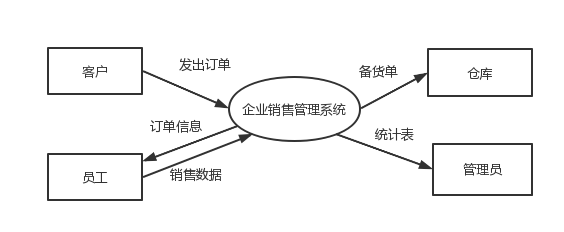 发出订单
客户
备货单
仓库
企业销售管理系统
订单信息
统计表
员工
销售数据
管理员